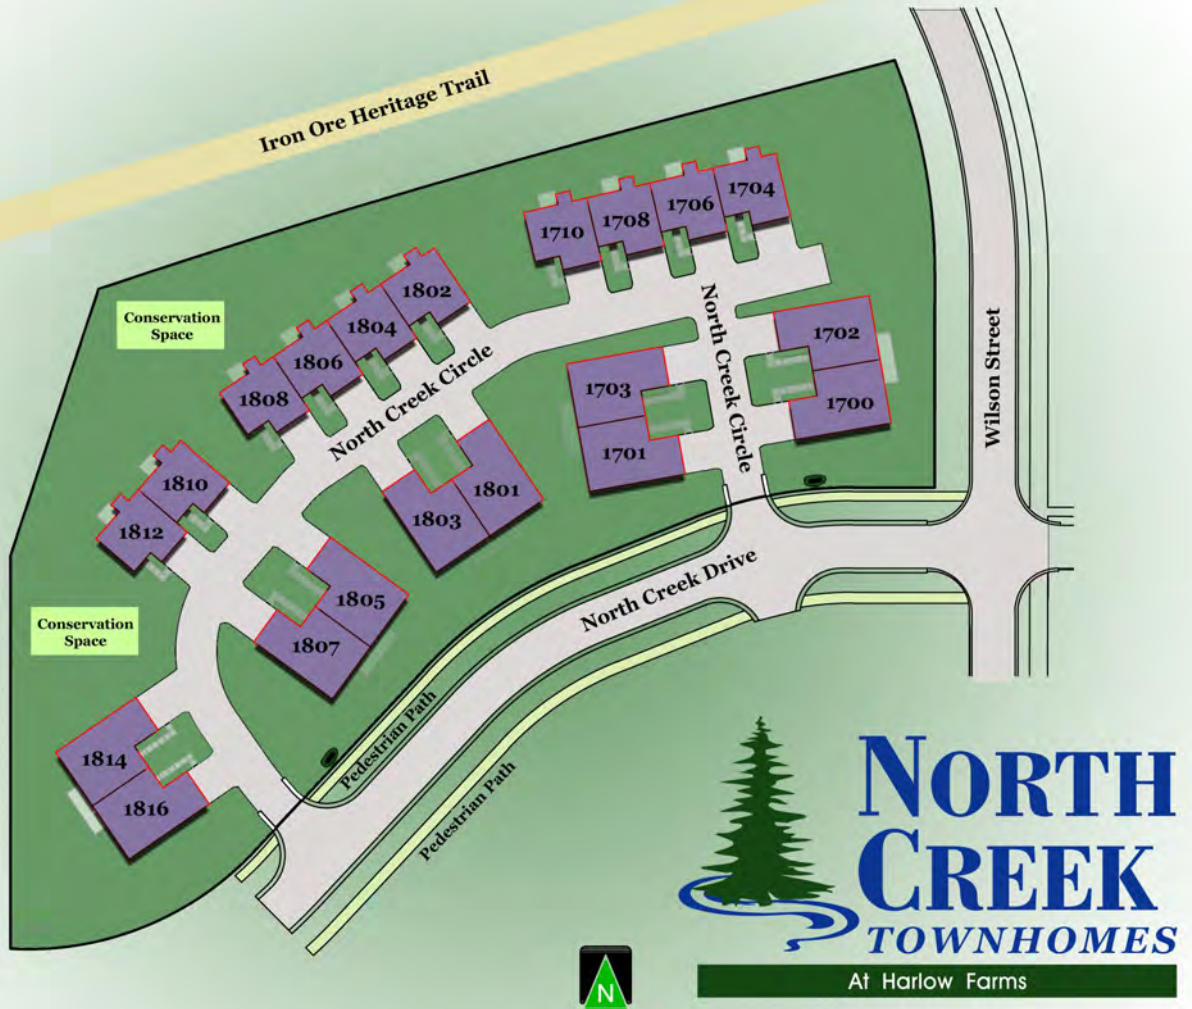 Iron Ore Heritage Trail
1710
1708
1706
1704
Conservation
Space
1808
1806
1804
1802
North Creek Circle
North Creek Circle
1702
1700
1703
1701
Wilson Street
1810
1812
1801
1803
1805
1807
Conservation
Space
North Creek Drive
1814
1816
Pedestrian Path
Pedestrian Path
NORTH
CREEK
TOWNHOMES
At Harlow Farms
N